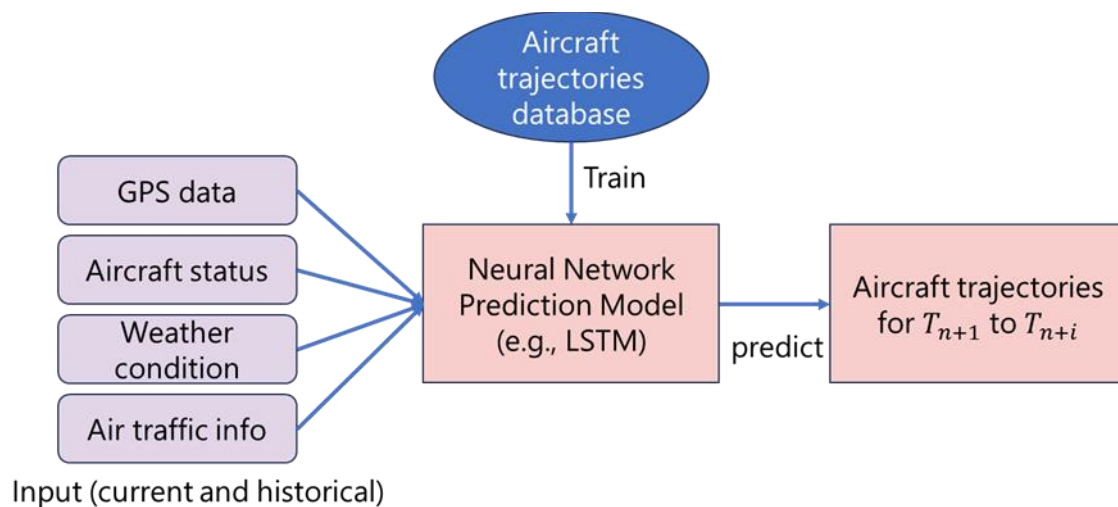 Aircraft
trajectories
database
Train
GPS data
Aircraft status
Weather
condition
Air traffic info
Input (current and historical)
Neural Network
Prediction Model
(e.g., LSTM)
predict
Aircraft trajectories
for $T_{n+1}$ to $T_{n+i}$